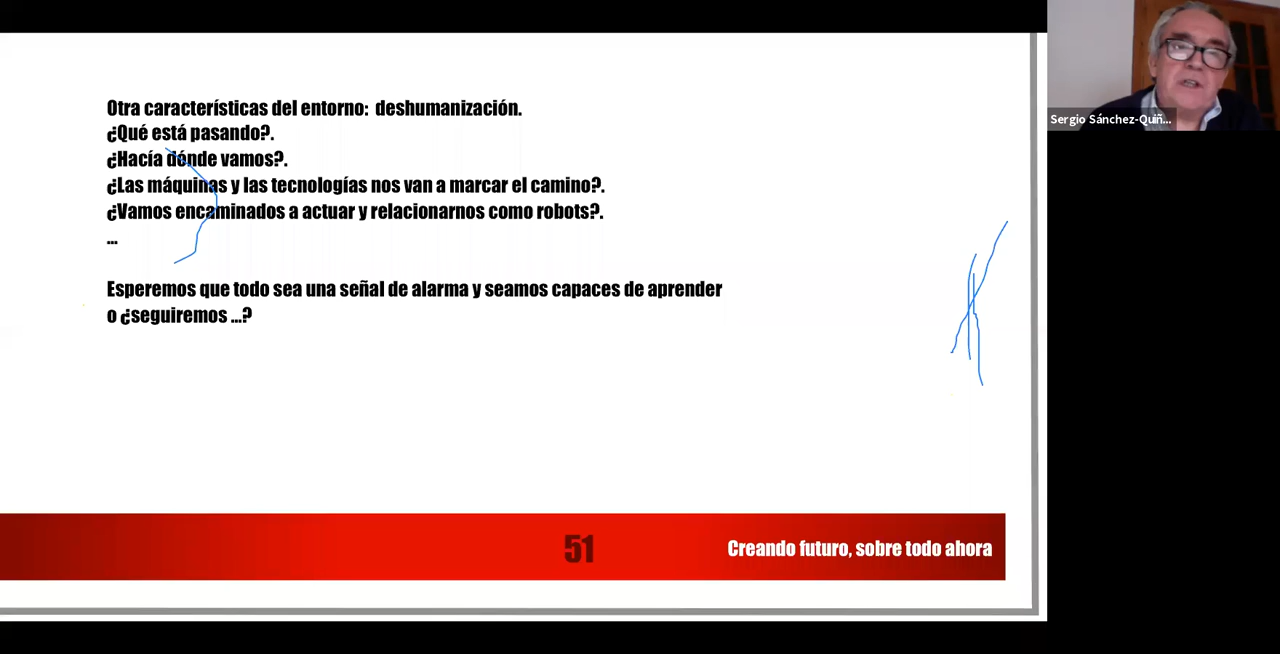 Otra características del entorno: deshumanización.
¿Qué está pasando?.
¿Hacía dónde vamos?.
¿Las máquinas y las tecnologías nos van a marcar el camino?.
¿Vamos encaminados a actuar y relacionarnos como robots?.
...
Esperemos que todo sea una señal de alarma y seamos capaces de aprender
o ¿seguiremos ...?
51
Creando futuro, sobre todo ahora
Sergio Sánchez-Quiñ...